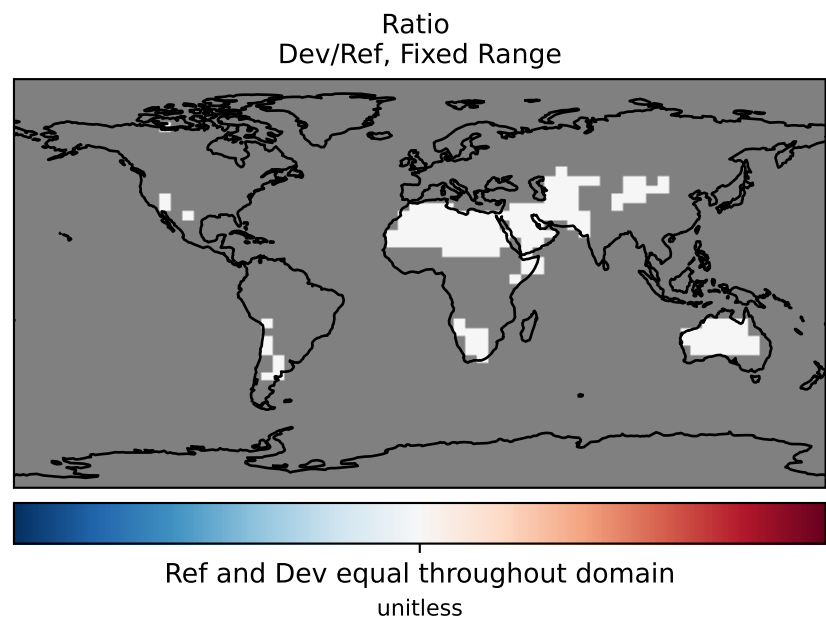 Ratio
Dev/Ref, Fixed Range
Ref and Dev equal throughout domain
unitless